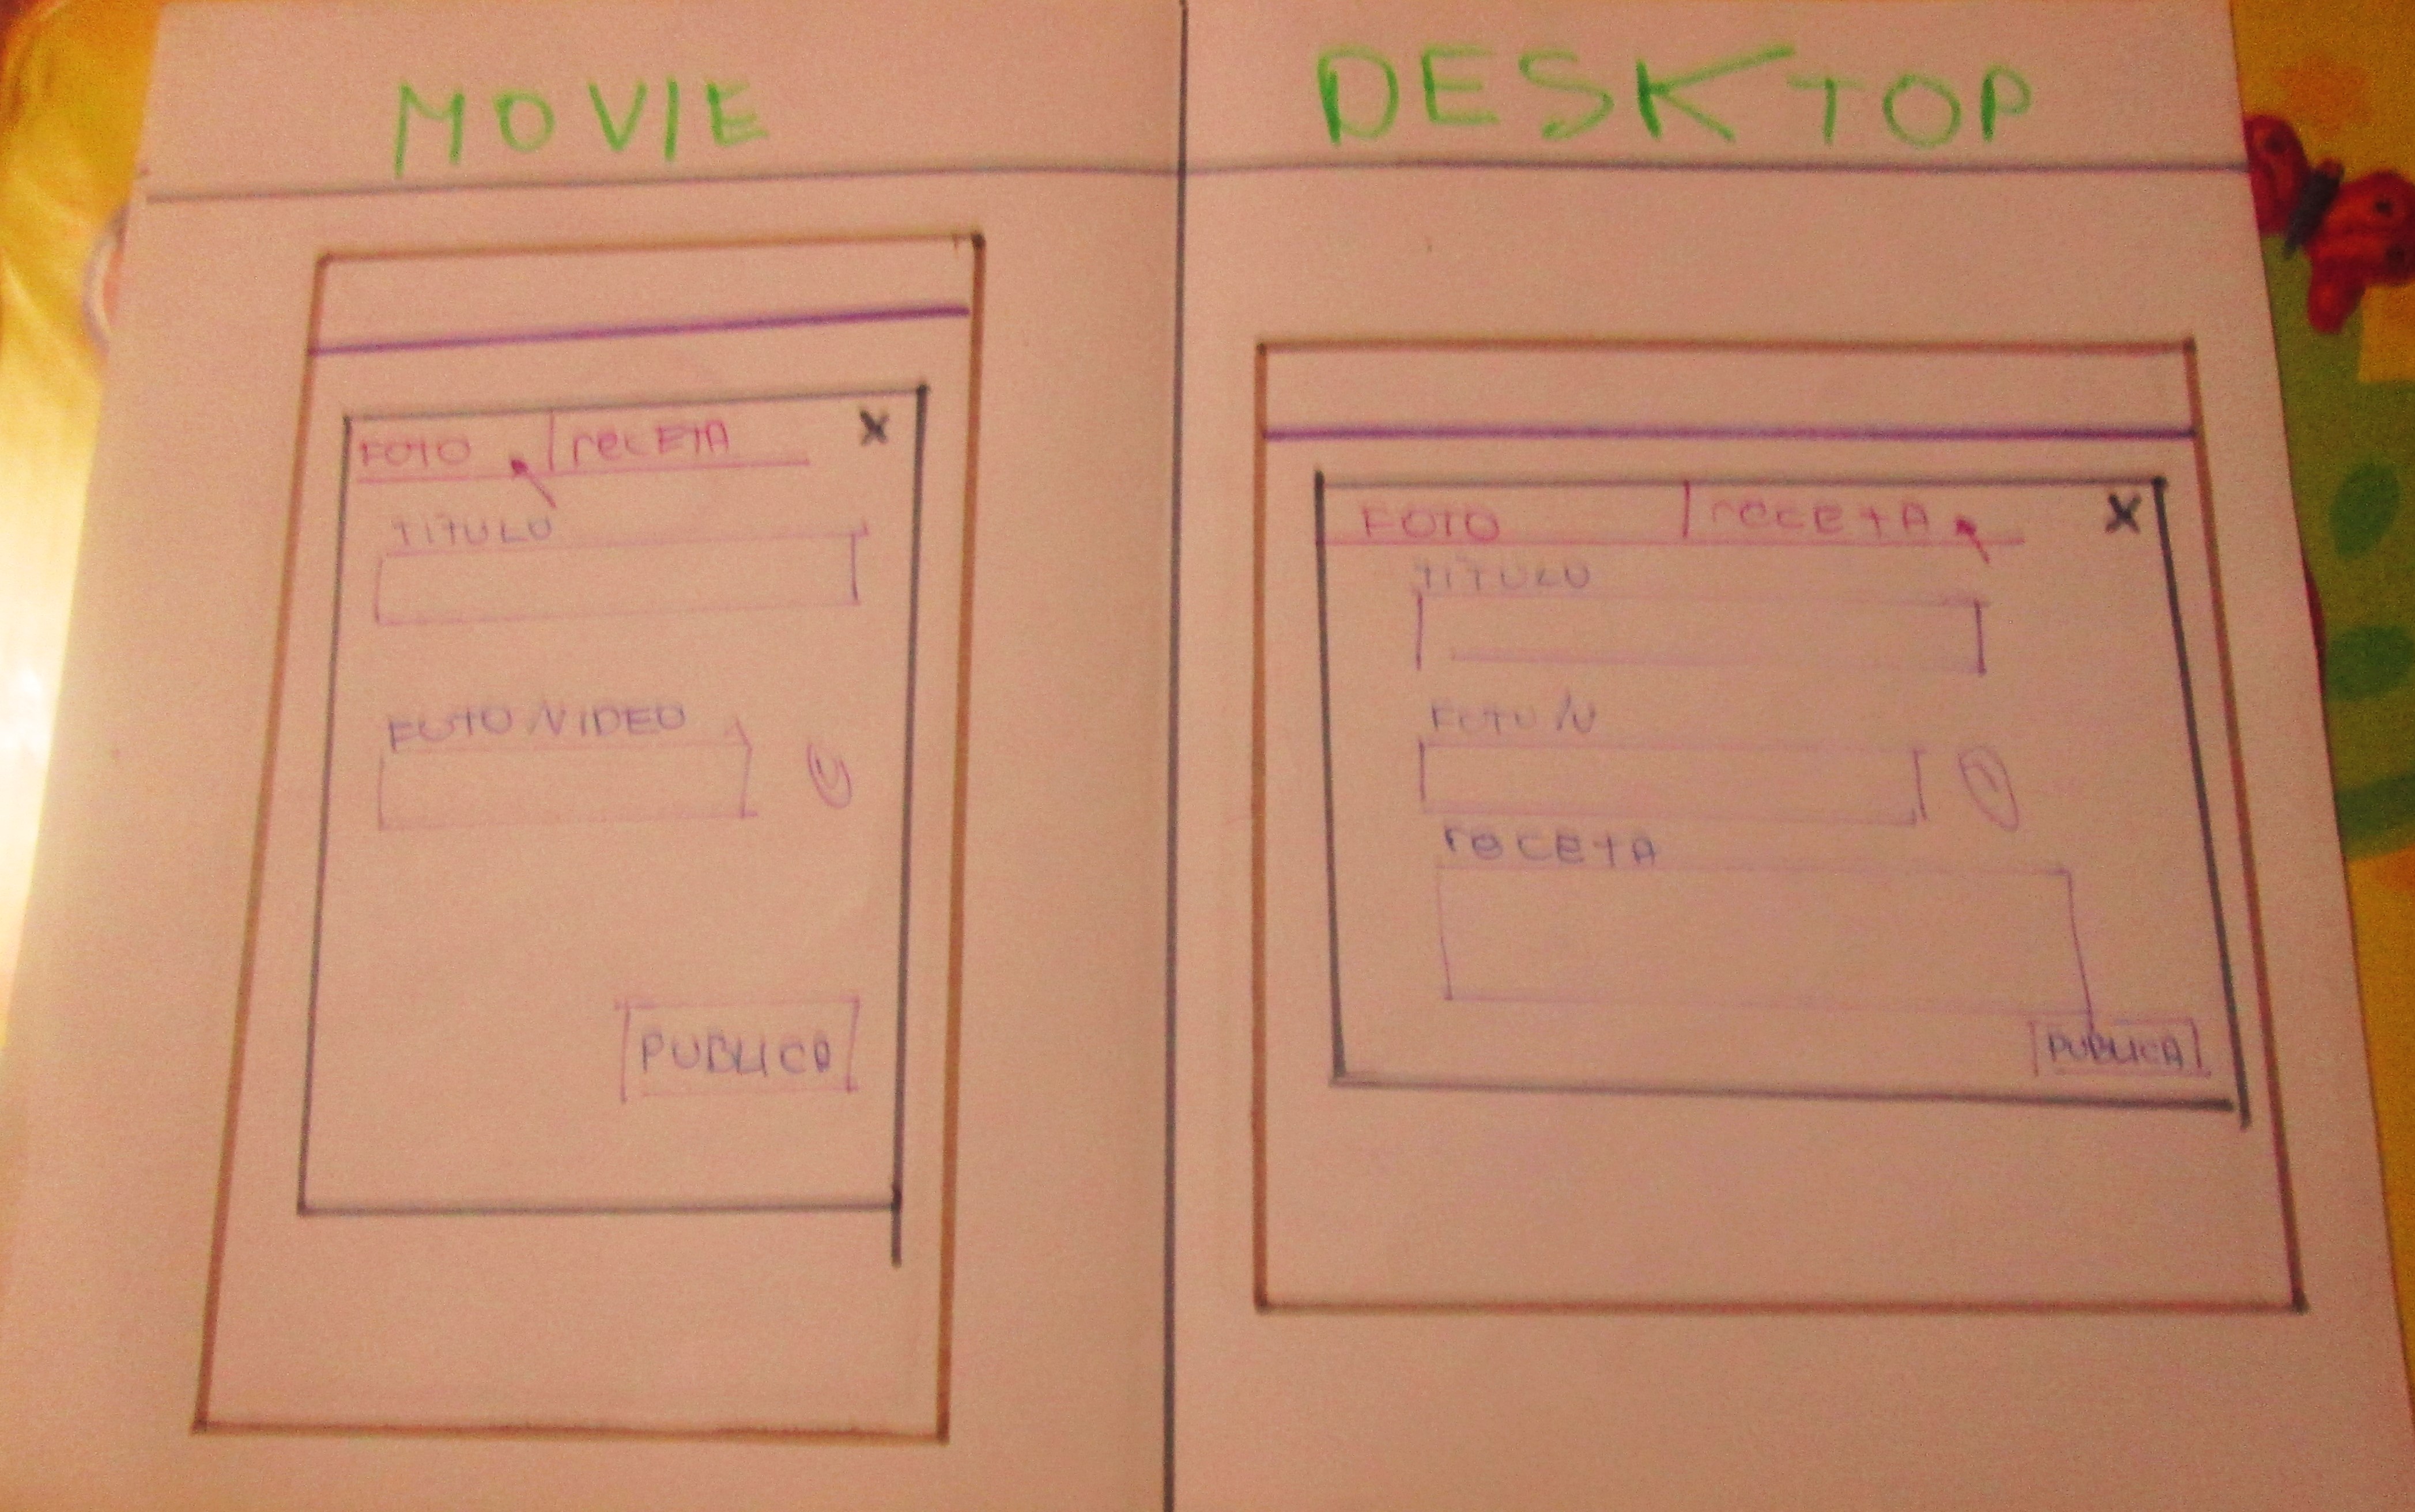 MOVIE
FOTO
receTA
X
TITULO
FOTO/VIDEO
PUBLICA
DESKTOP
FOTO
recetA
X
TITULO
FOTO/V
recetA
PUBLICA